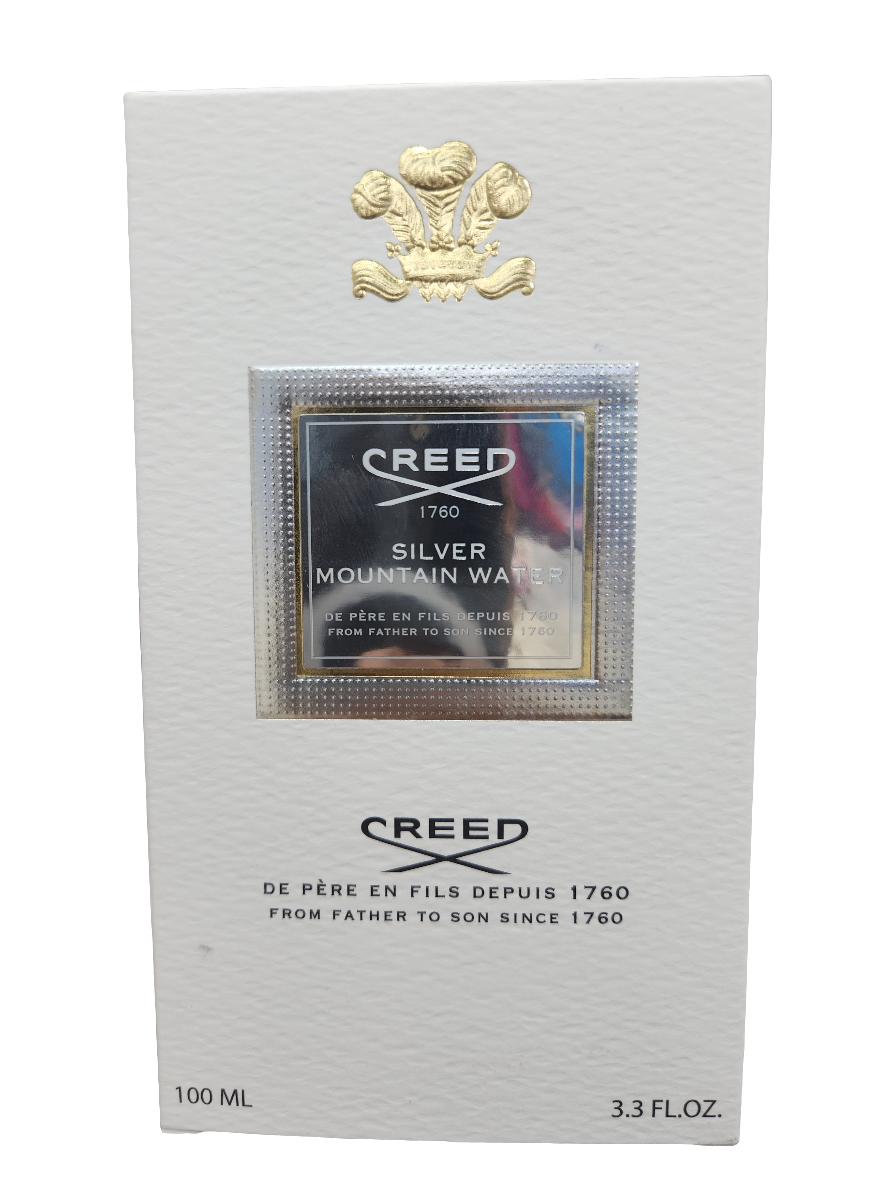 CREED
1760
SILVER
MOUNTAIN WATER
DE PÈRE EN FILS DEPUIS 1760
FROM FATHER TO SON SINCE 1760
CREED
DE PÈRE EN FILS DEPUIS 1760
FROM FATHER TO SON SINCE 1760
100 ML
3.3 FL.OZ.